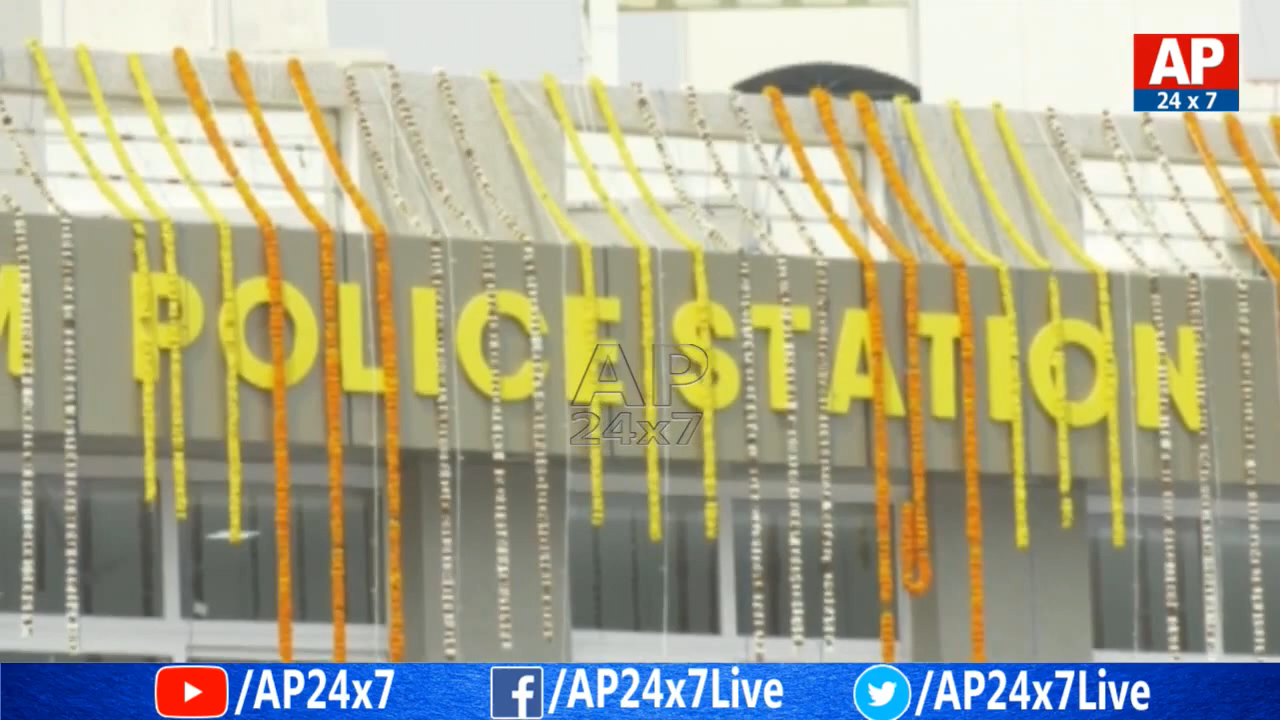 AP
24 x 7
M POLICE STATION
AP
24x7
/AP24x7
/AP24x7Live
/AP24x7Live